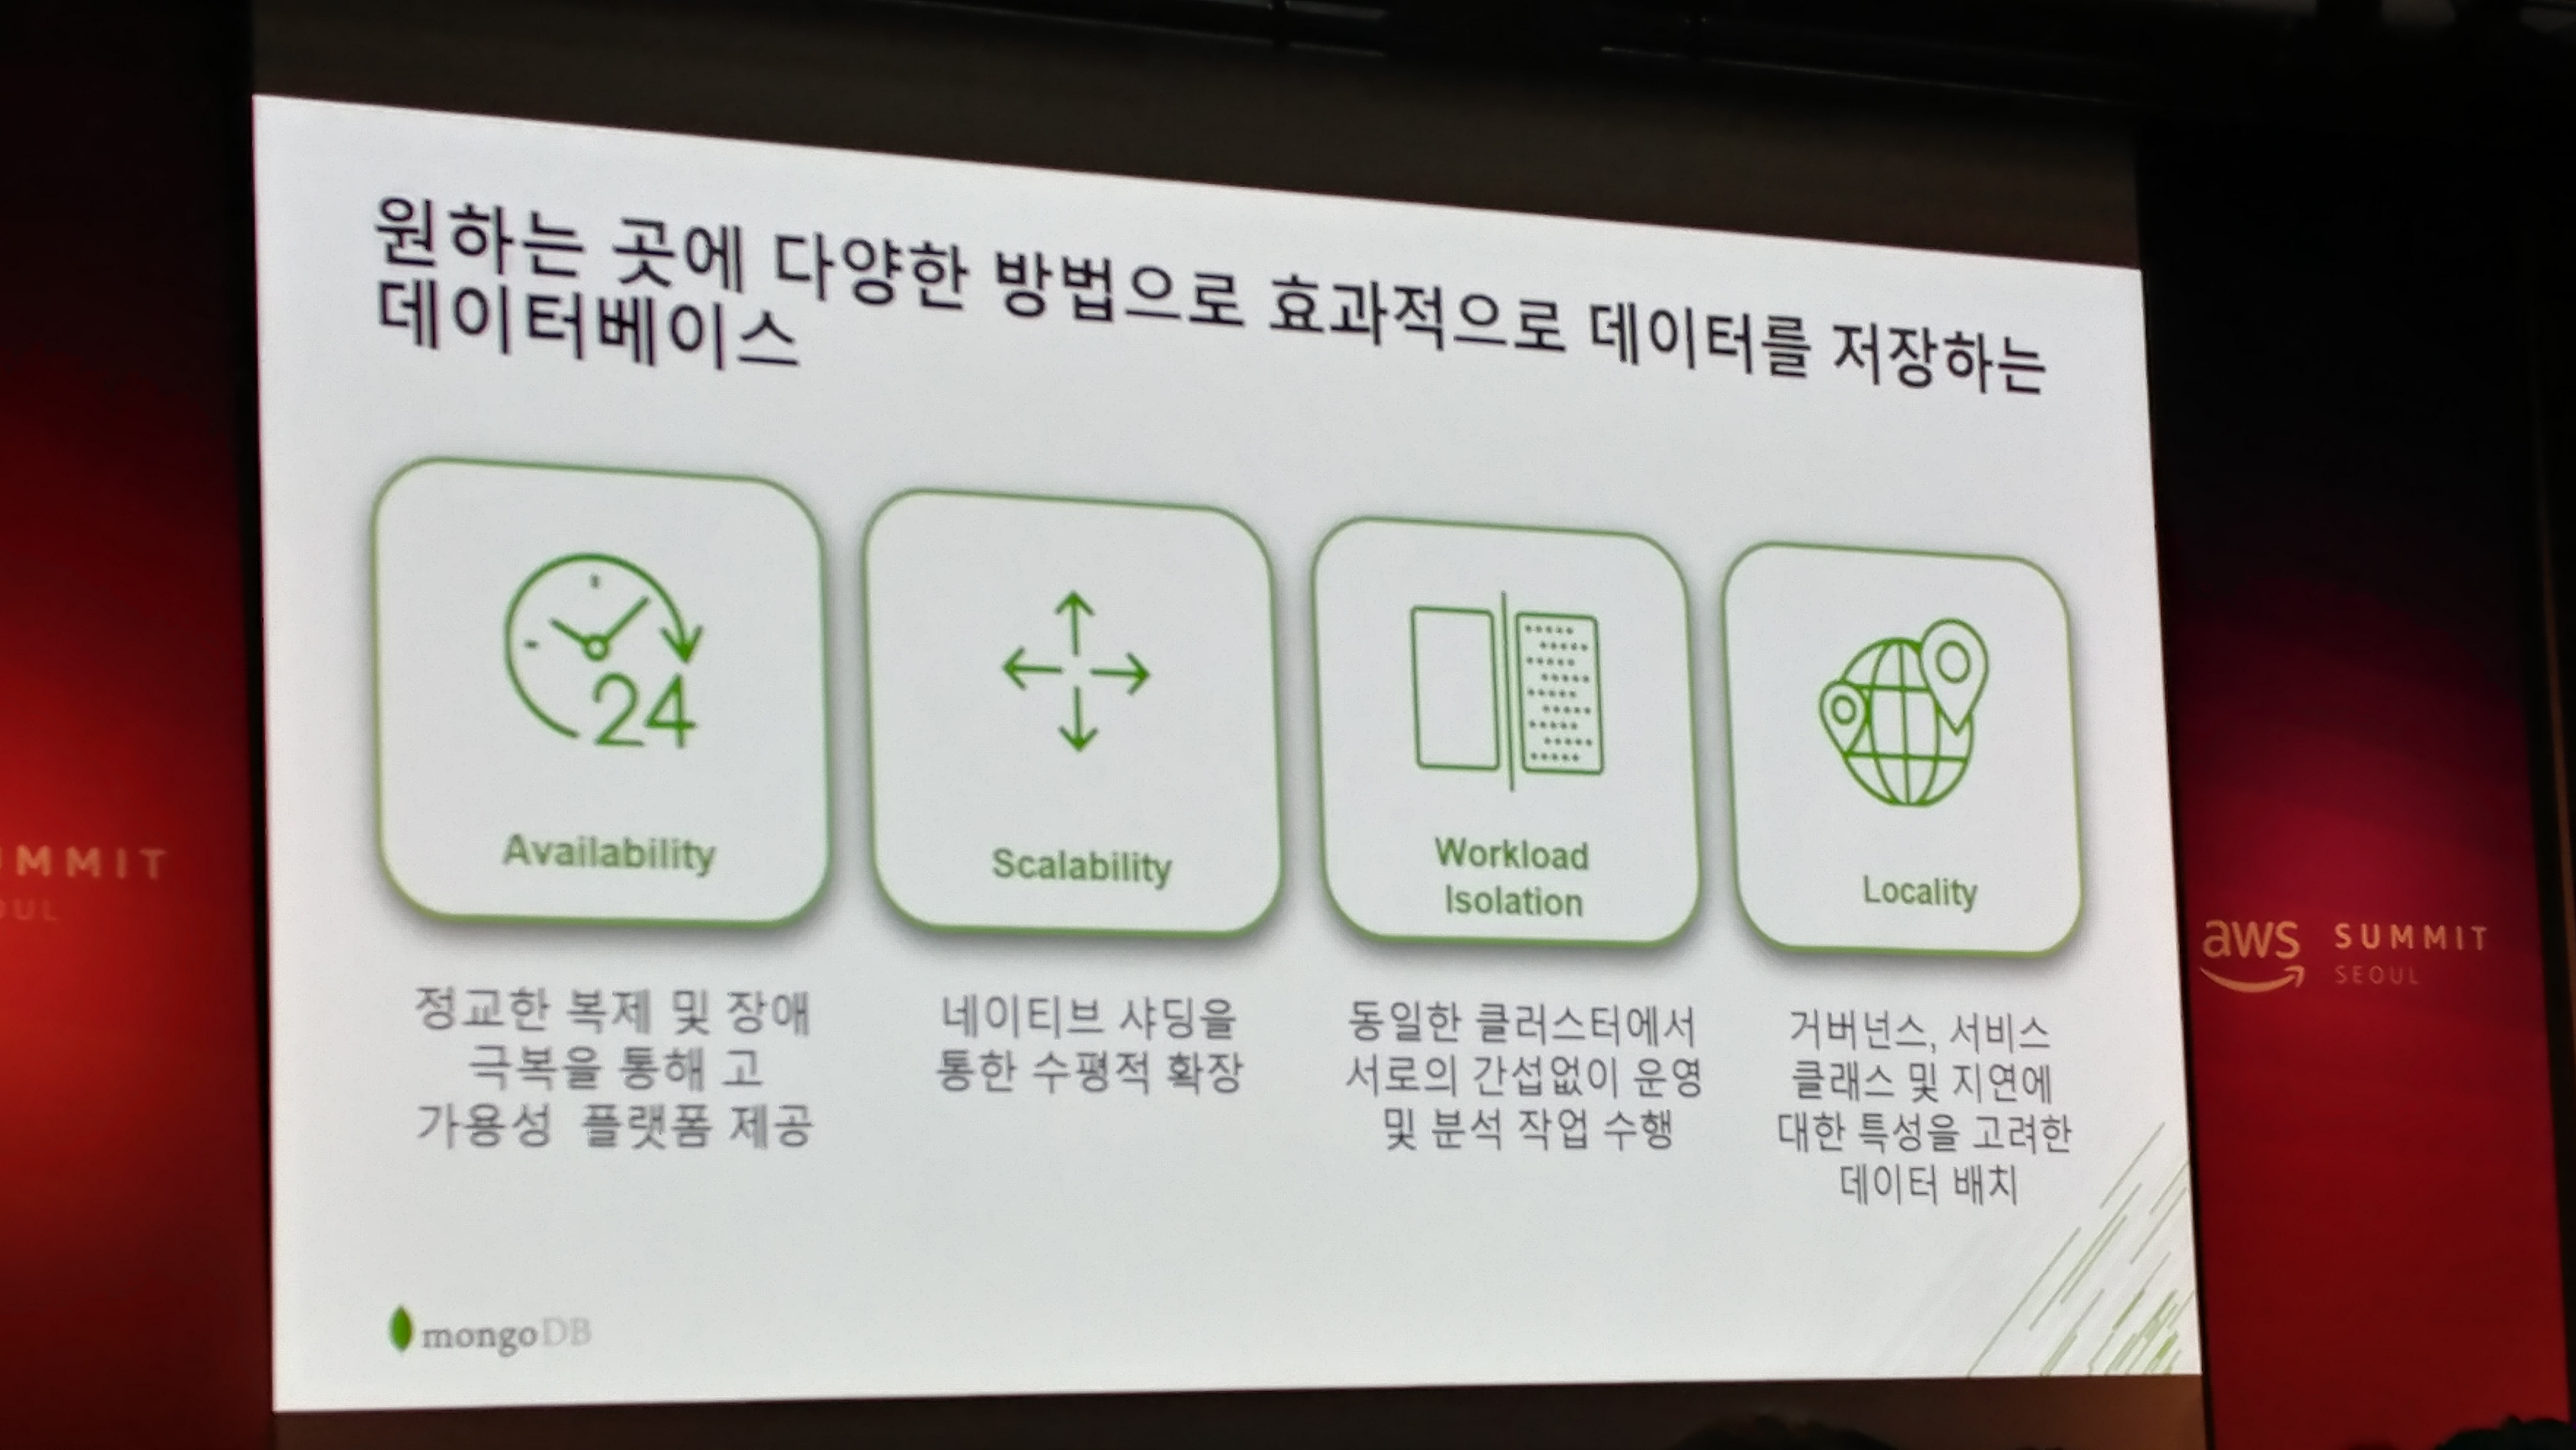 원하는 곳에 다양한 방법으로 효과적으로 데이터를 저장하는
데이터베이스
24
Availability
정교한 복제 및 장애
극복을 통해 고
가용성 플랫폼 제공
Scalability
네이티브 샤딩을
통한 수평적 확장
Workload
Isolation
동일한 클러스터에서
서로의 간섭없이 운영
및 분석 작업 수행
Locality
거버넌스, 서비스
클래스 및 지연에
대한 특성을 고려한
데이터 배치
mongoDB
aws SUMMIT
SEOUL